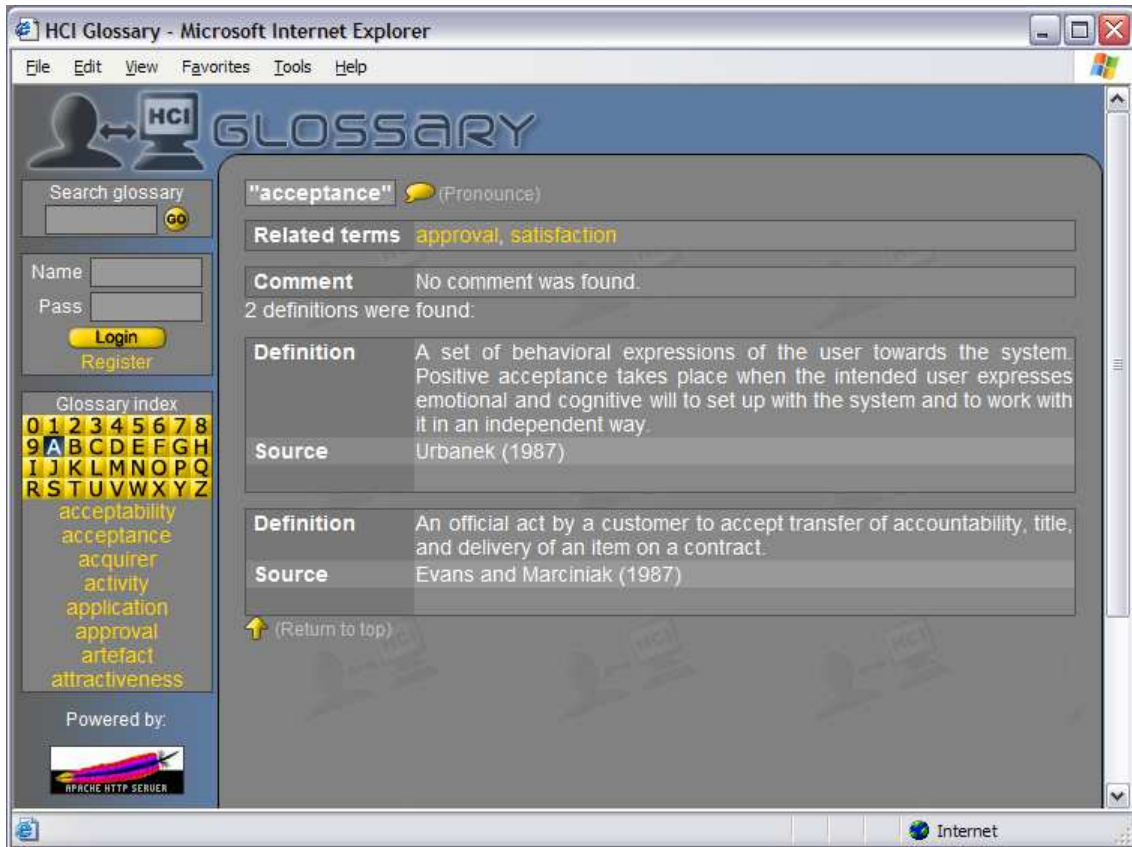 HCI Glossary - Microsoft Internet Explorer
File Edit View Favorites Tools Help
HCI GLOSSARY
Search glossary
GO
Name
Pass
Login
Register
Glossary index
0 1 2 3 4 5 6 7 8
9 A B C D E F G H
I J K L M N O P Q
R S T U V W X Y Z
acceptability
acceptance
acquirer
activity
application
approval
artefact
attractiveness
Powered by:
APACHE HTTP SERVER
"acceptance" (Pronounce)
Related terms approval, satisfaction
Comment No comment was found.
2 definitions were found:
Definition A set of behavioral expressions of the user towards the system.
Positive acceptance takes place when the intended user expresses
emotional and cognitive will to set up with the system and to work with
it in an independent way.
Source Urbanek (1987)
Definition An official act by a customer to accept transfer of accountability, title,
and delivery of an item on a contract.
Source Evans and Marciniak (1987)
(Return to top)
Internet